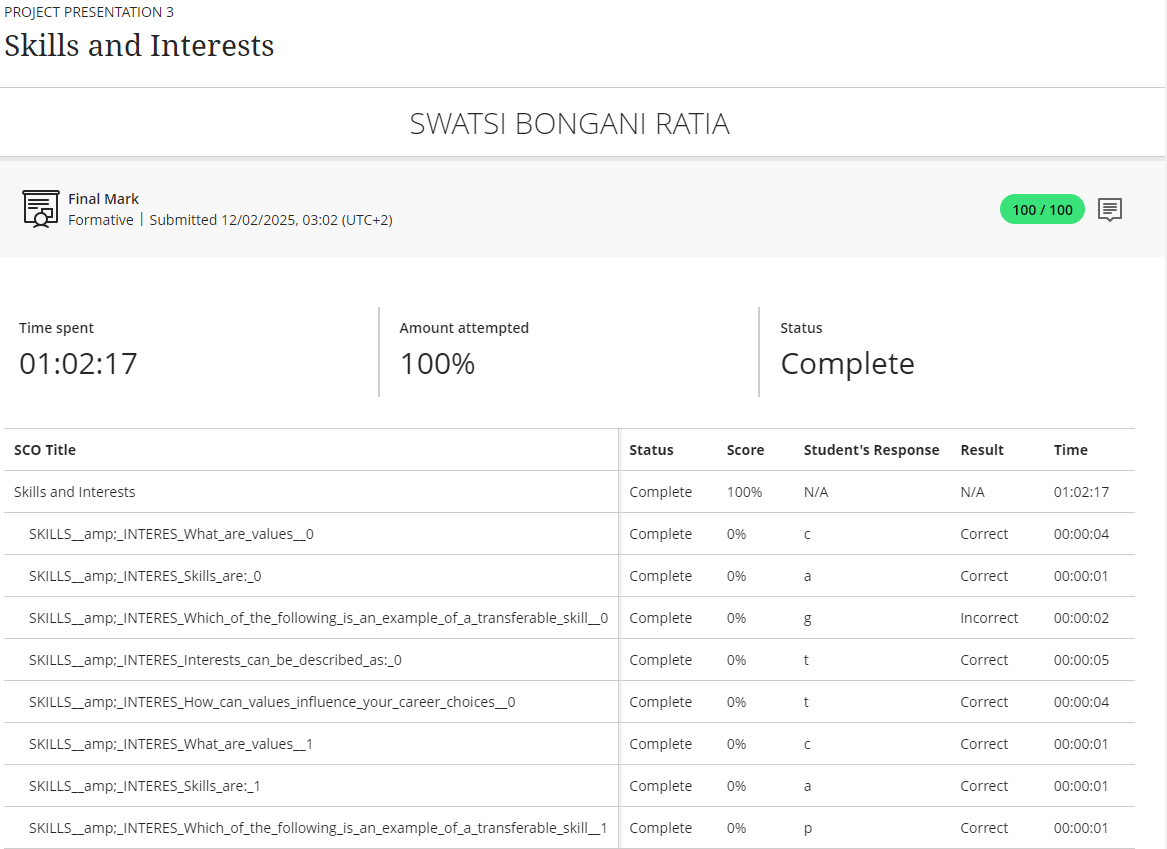 PROJECT PRESENTATION 3
Skills and Interests
SWATSI BONGANI RATIA
Final Mark
Formative | Submitted 12/02/2025, 03:02 (UTC+2)
100 / 100
Time spent
01:02:17
Amount attempted
100%
Status
Complete
SCO Title Status Score Student's Response Result Time
Skills and Interests Complete 100% N/A N/A 01:02:17
SKILLS__amp;_INTERES_What_are_values__0 Complete 0% c Correct 00:00:04
SKILLS__amp;_INTERES_Skills_are:_0 Complete 0% a Correct 00:00:01
SKILLS__amp;_INTERES_Which_of_the_following_is_an_example_of_a_transferable_skill__0 Complete 0% g Incorrect 00:00:02
SKILLS__amp;_INTERES_Interests_can_be_described_as:_0 Complete 0% t Correct 00:00:05
SKILLS__amp;_INTERES_How_can_values_influence_your_career_choices__0 Complete 0% t Correct 00:00:04
SKILLS__amp;_INTERES_What_are_values__1 Complete 0% c Correct 00:00:01
SKILLS__amp;_INTERES_Skills_are:_1 Complete 0% a Correct 00:00:01
SKILLS__amp;_INTERES_Which_of_the_following_is_an_example_of_a_transferable_skill__1 Complete 0% p Correct 00:00:01